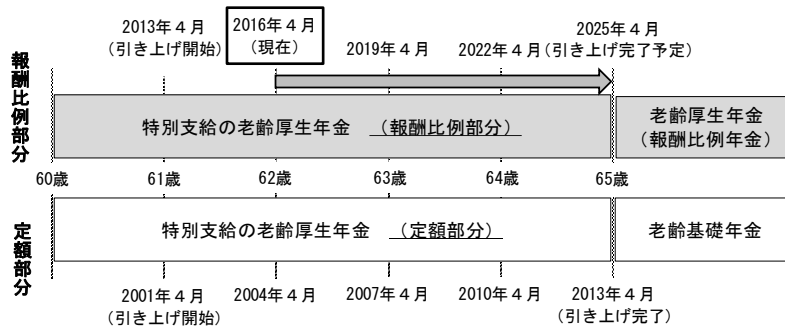 2013年4月
(引き上げ開始)
2016年4月
(現在)
2019年4月
2022年4月
2025年4月
(引き上げ完了予定)
報酬比例部分
特別支給の老齢厚生年金 (報酬比例部分)
老齢厚生年金
(報酬比例年金)
60歳
61歳
62歳
63歳
64歳
65歳
定額部分
特別支給の老齢厚生年金 (定額部分)
老齢基礎年金
2001年4月
(引き上げ開始)
2004年4月
2007年4月
2010年4月
2013年4月
(引き上げ完了)